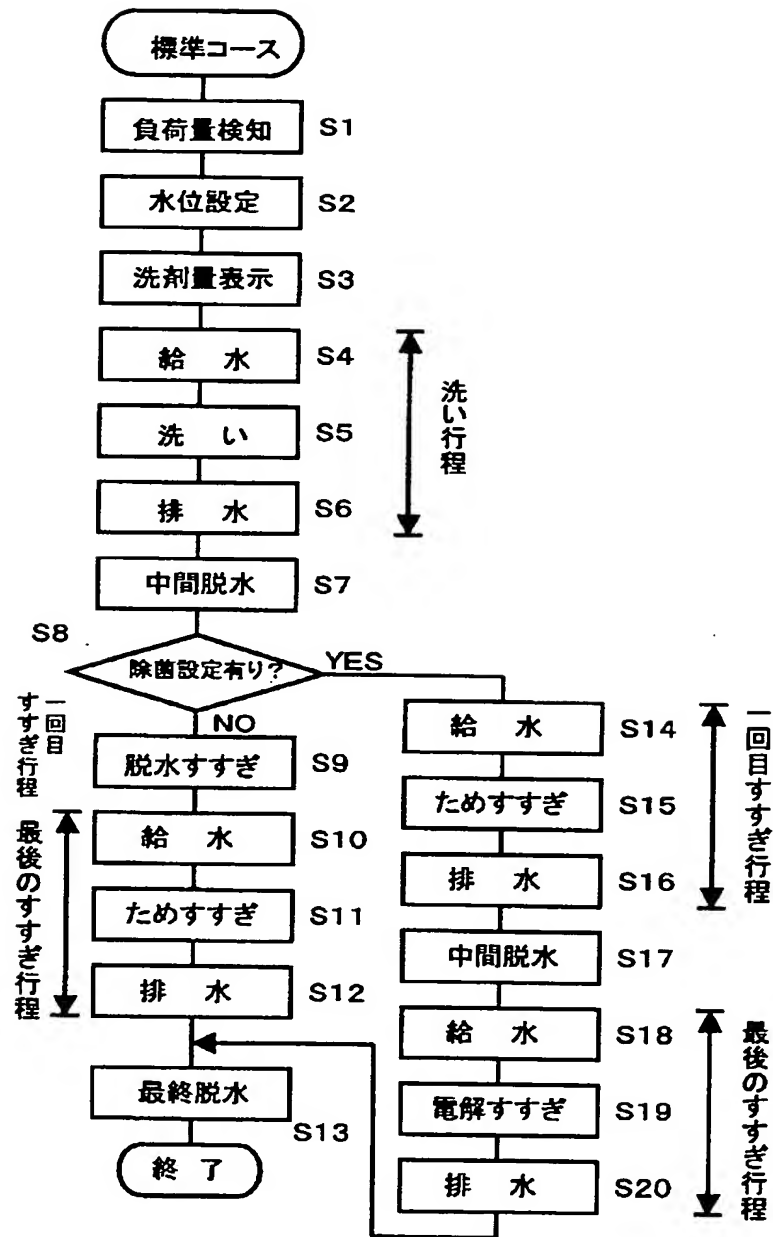 標準コース
負荷量検知 S1
水位設定 S2
洗剤量表示 S3
給 水 S4
洗 い S5
排 水 S6
洗い行程
中間脱水 S7
S8
除菌設定有り?
YES
NO
一回目
すすぎ行程
脱水すすぎ S9
給 水 S10
ためすすぎ S11
排 水 S12
最後のすすぎ行程
最終脱水
S13
終 了
給 水 S14
ためすすぎ S15
排 水 S16
一回目すすぎ行程
中間脱水 S17
給 水 S18
電解すすぎ S19
排 水 S20
最後のすすぎ行程